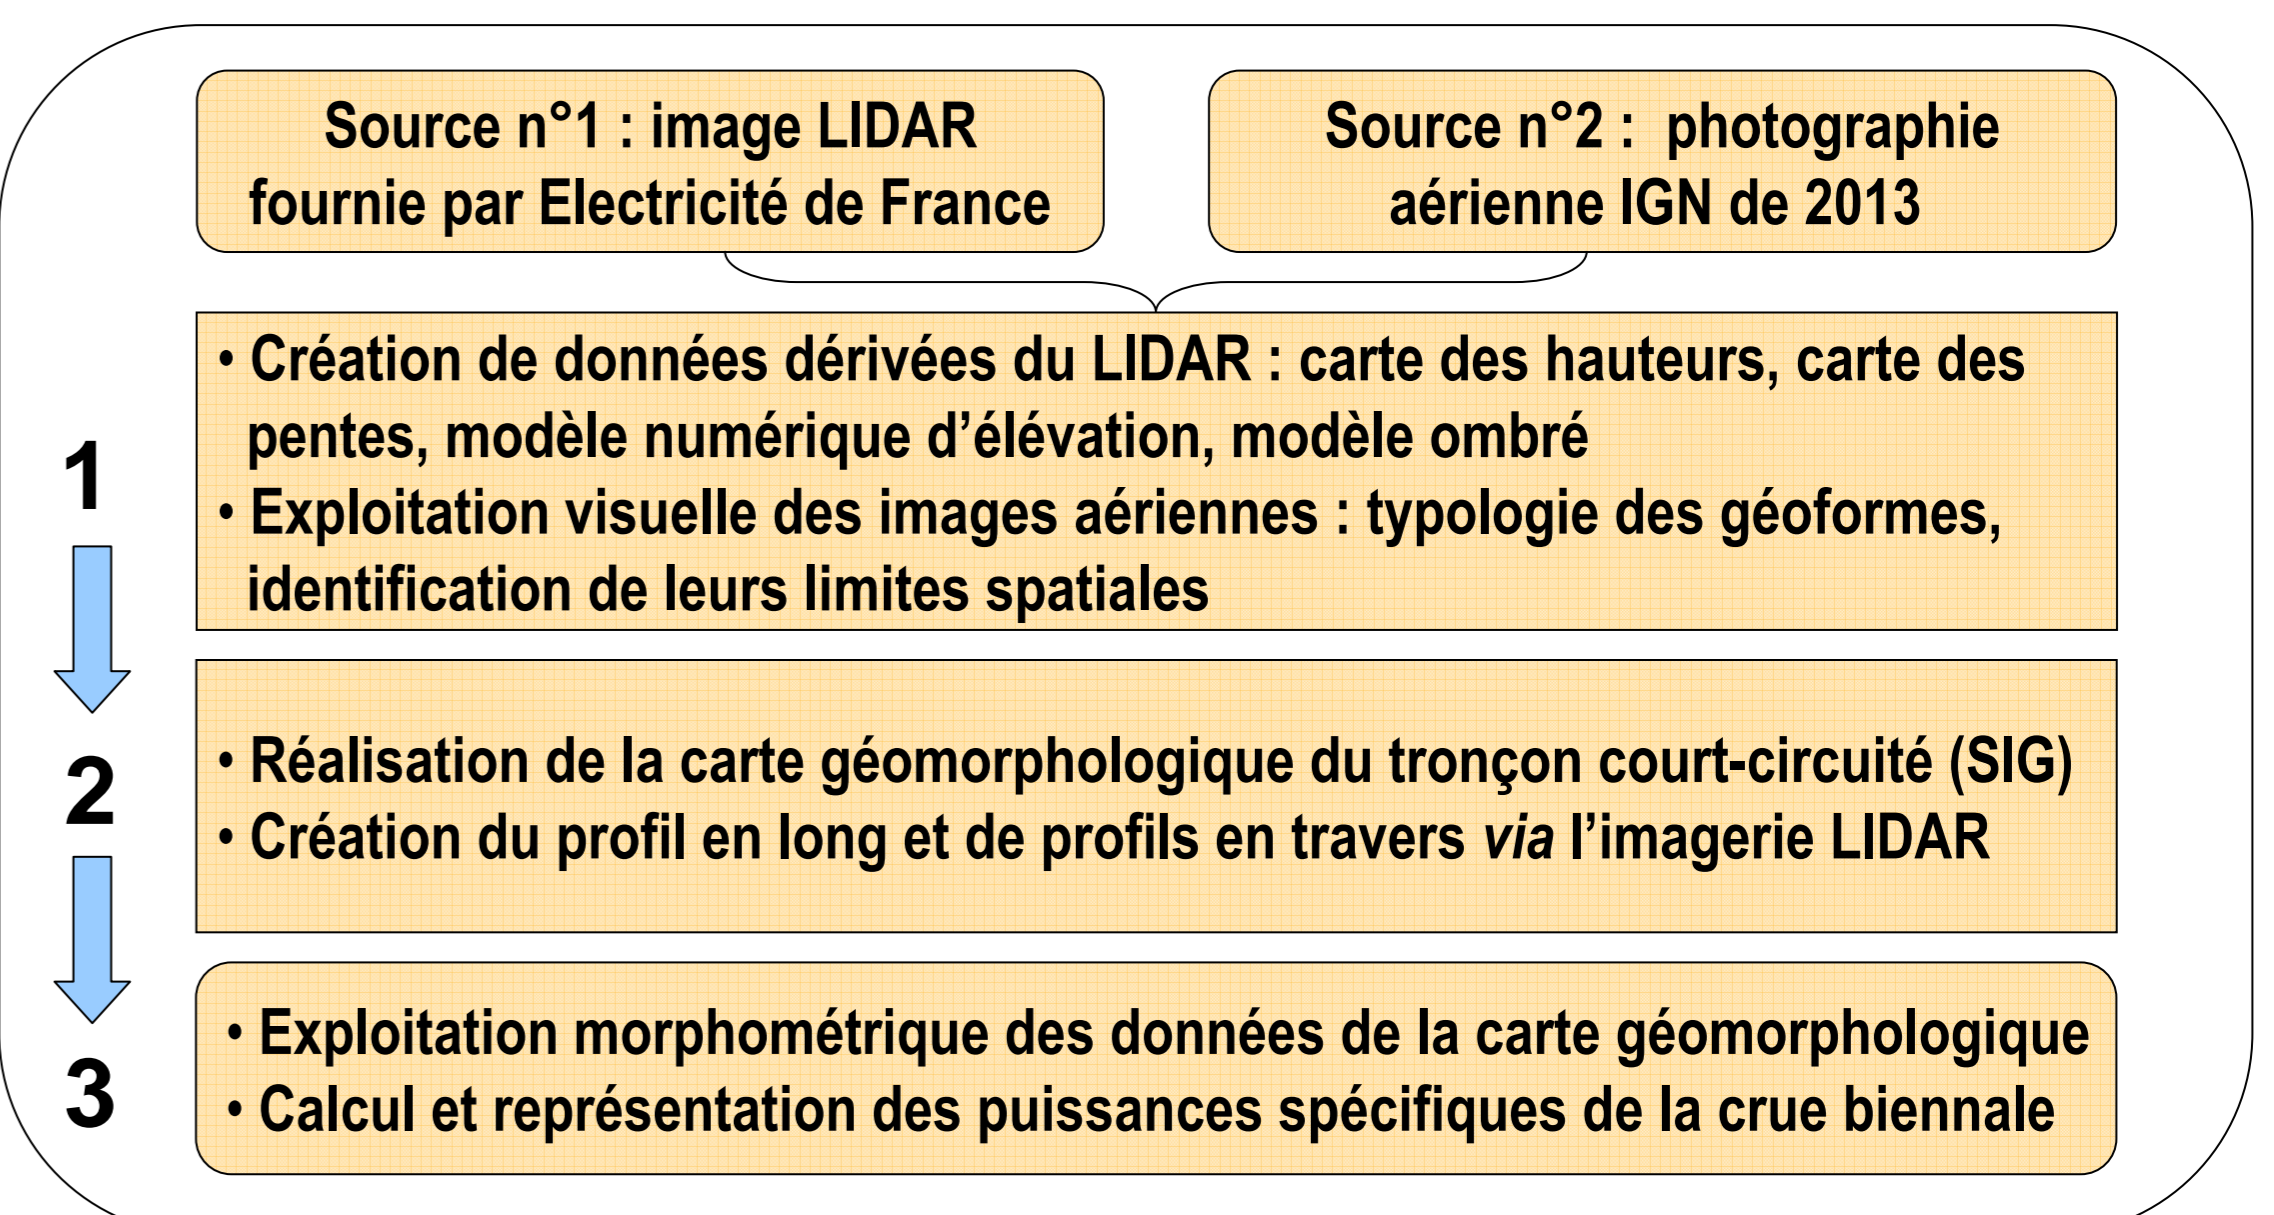 Source n°1 : image LIDAR
fournie par Electricité de France
Source n°2 : photographie
aérienne IGN de 2013
1
• Création de données dérivées du LIDAR : carte des hauteurs, carte des
pentes, modèle numérique d’élévation, modèle ombré
• Exploitation visuelle des images aériennes : typologie des géoformes,
identification de leurs limites spatiales
2
• Réalisation de la carte géomorphologique du tronçon court-circuité (SIG)
• Création du profil en long et de profils en travers via l’imagerie LIDAR
3
• Exploitation morphométrique des données de la carte géomorphologique
• Calcul et représentation des puissances spécifiques de la crue biennale